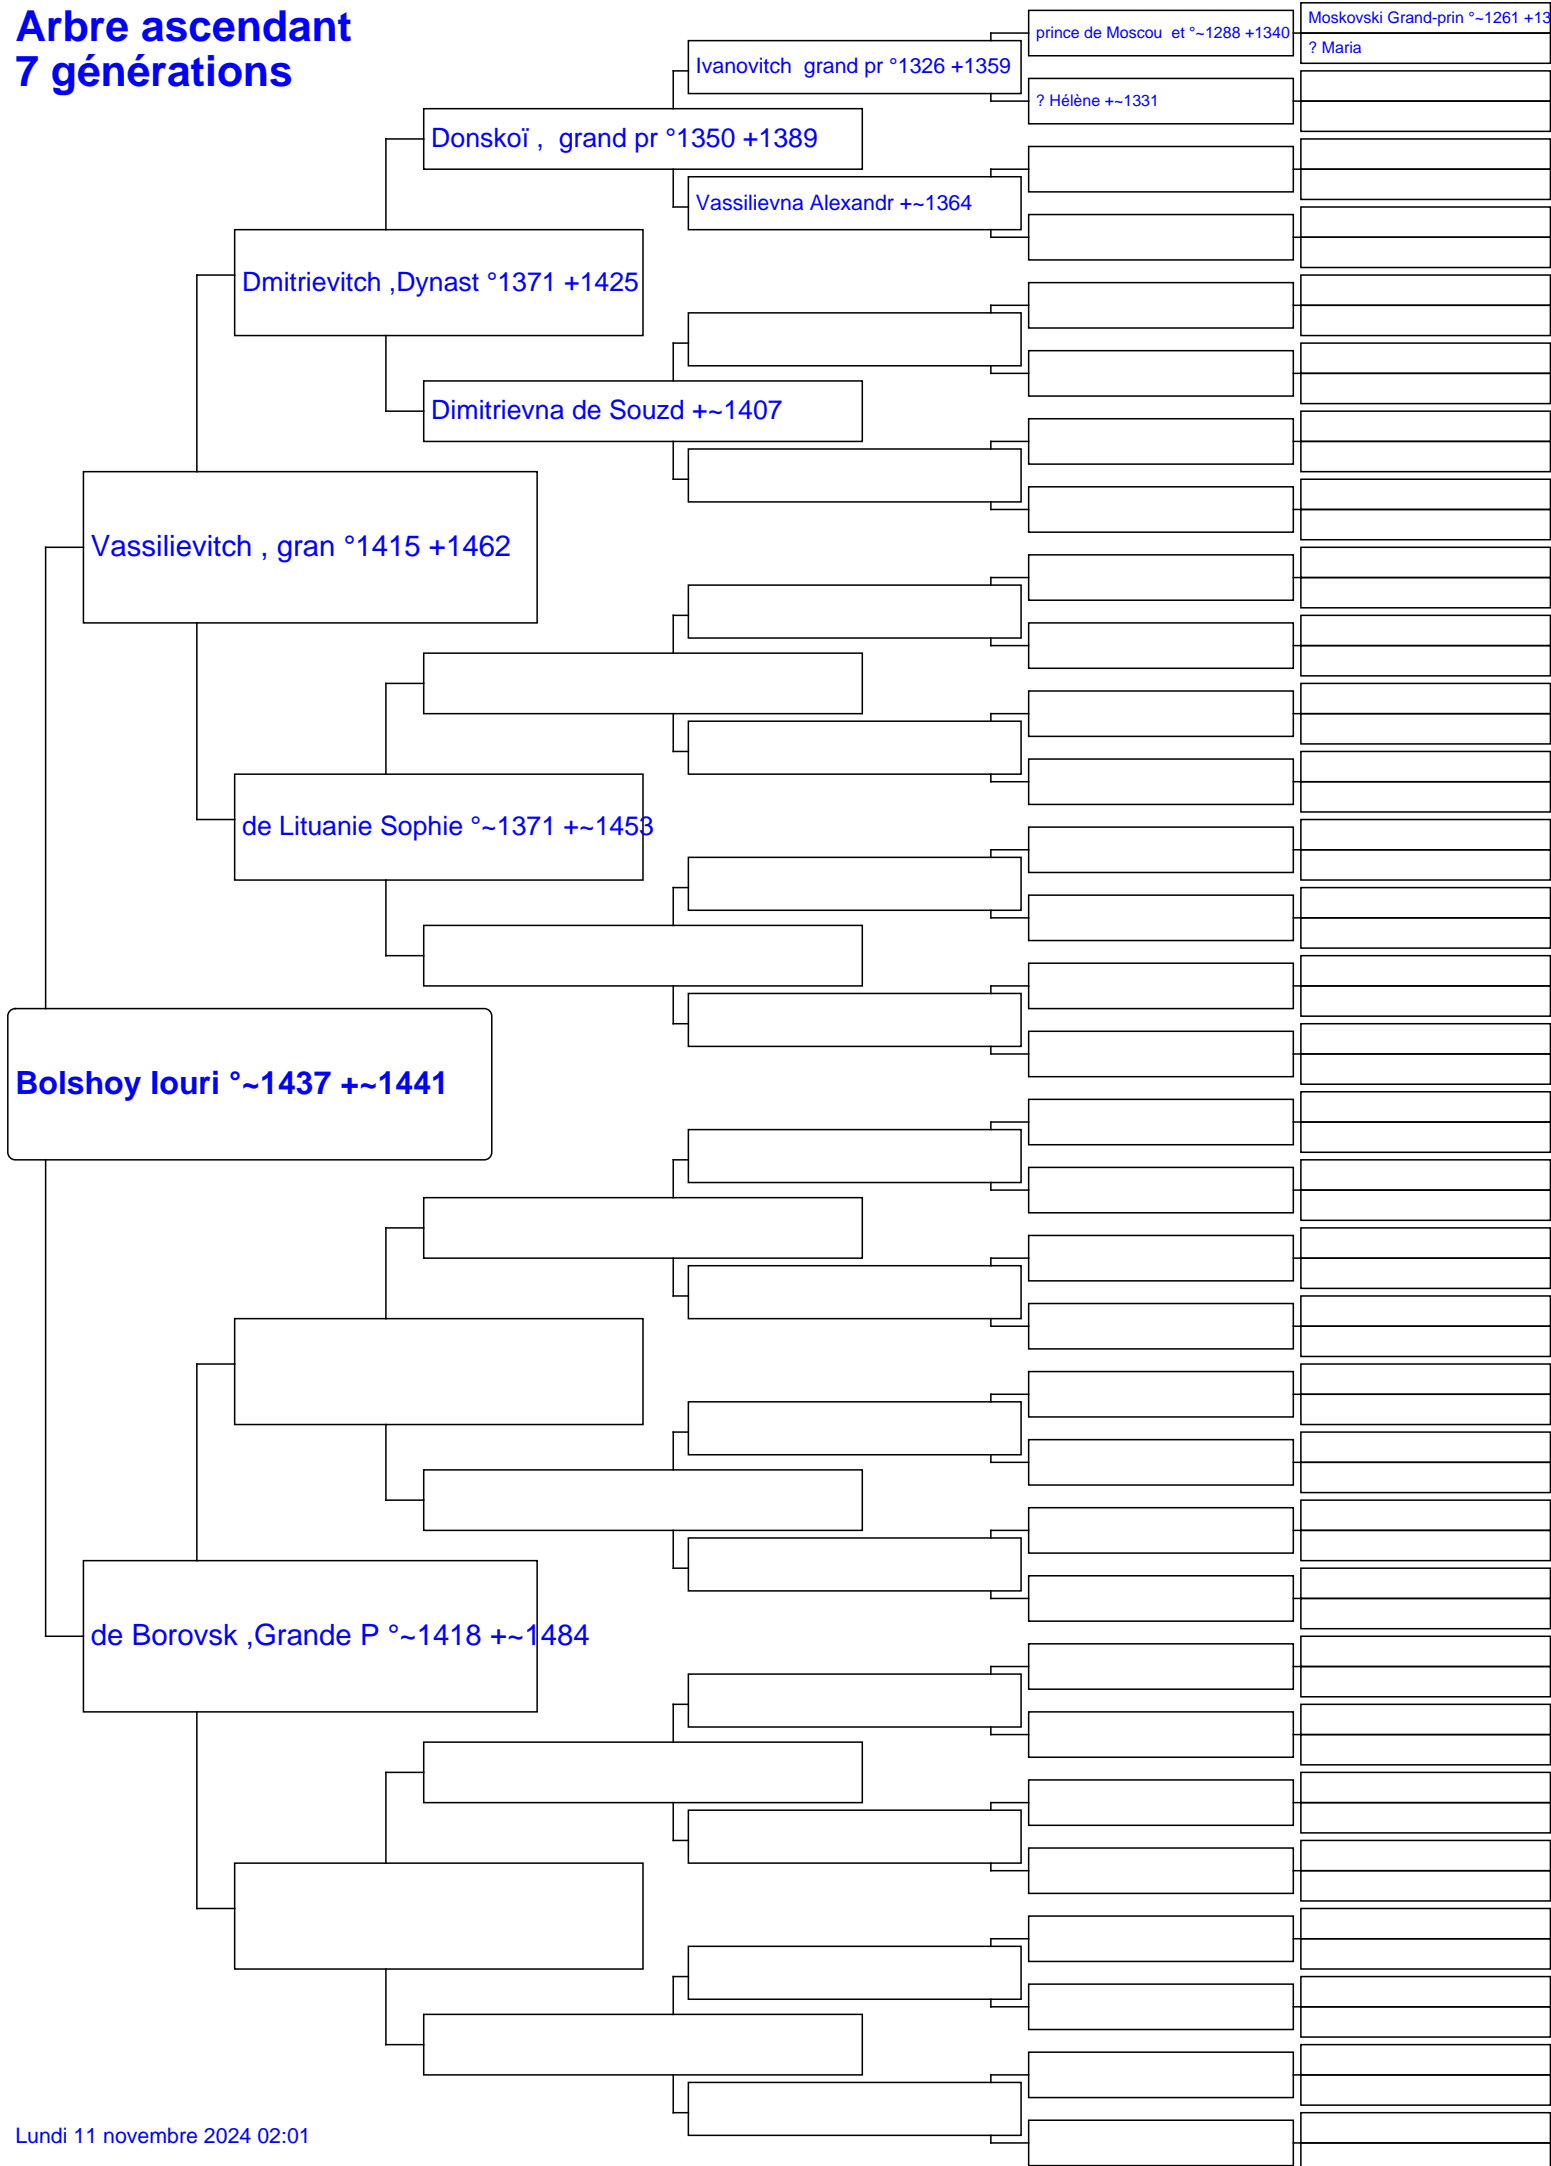 Arbre ascendant
7 générations
Moskovski Grand-prin °~1261 +13
prince de Moscou  et °~1288 +1340
? Maria
Ivanovitch  grand pr °1326 +1359
? Hélène +~1331
Donskoï ,  grand pr °1350 +1389
Vassilievna Alexandr +~1364
Dmitrievitch ,Dynast °1371 +1425
Dimitrievna de Souzd +~1407
Vassilievitch , gran °1415 +1462
de Lituanie Sophie °~1371 +~1453
Bolshoy Iouri °~1437 +~1441
de Borovsk ,Grande P °~1418 +~1484
Lundi 11 novembre 2024 02:01